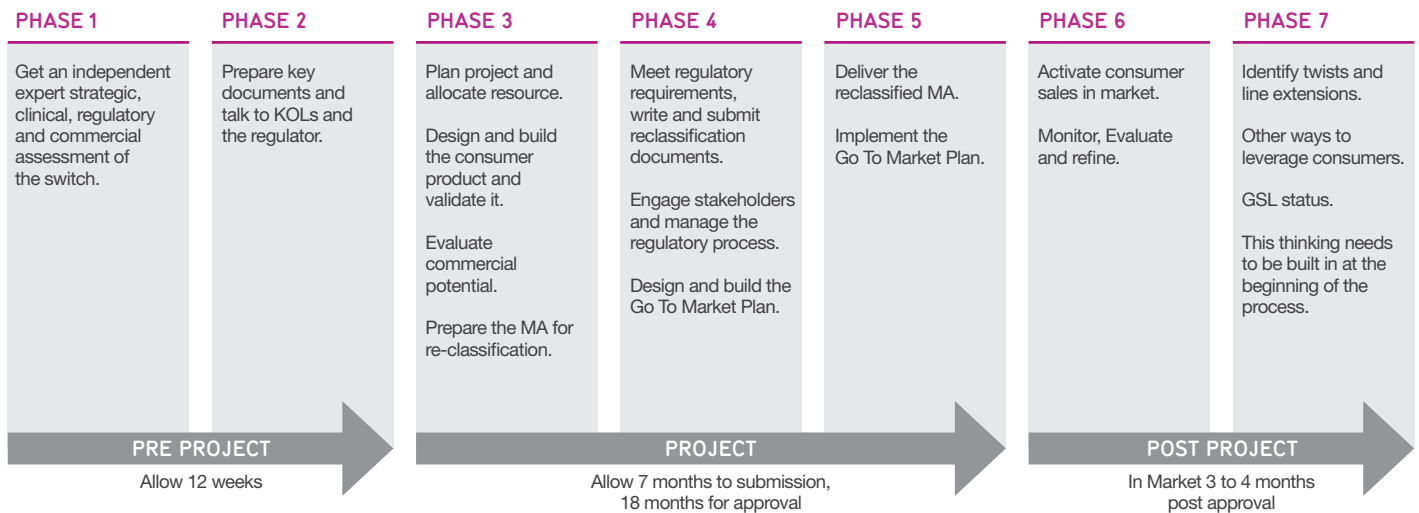 PHASE 1
Get an independent
expert strategic,
clinical, regulatory
and commercial
assessment of
the switch.
PHASE 2
Prepare key
documents and
talk to KOLs and
the regulator.
PHASE 3
Plan project and
allocate resource.
Design and build
the consumer
product and
validate it.
Evaluate
commercial
potential.
Prepare the MA for
re-classification.
PHASE 4
Meet regulatory
requirements,
write and submit
reclassification
documents.
Engage stakeholders
and manage the
regulatory process.
Design and build the
Go To Market Plan.
PHASE 5
Deliver the
reclassified MA.
Implement the
Go To Market Plan.
PHASE 6
Activate consumer
sales in market.
Monitor, Evaluate
and refine.
PHASE 7
Identify twists and
line extensions.
Other ways to
leverage consumers.
GSL status.
This thinking needs
to be built in at the
beginning of the
process.
PRE PROJECT
Allow 12 weeks
PROJECT
Allow 7 months to submission,
18 months for approval
POST PROJECT
In Market 3 to 4 months
post approval